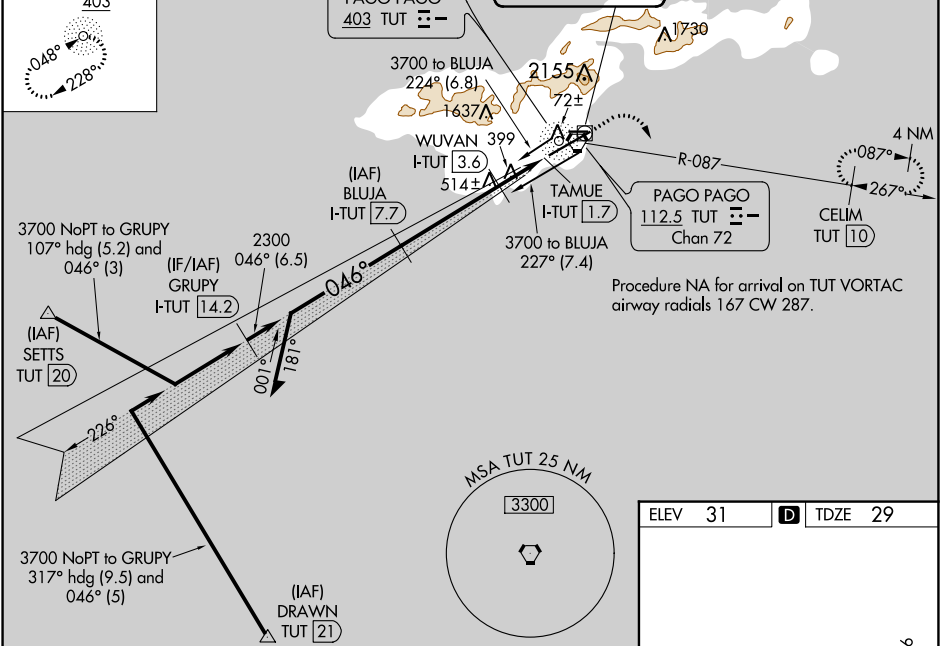 403
048°
228°
PAGO PAGO
403 TUT
3700 to BLUJA
224° (6.8)
1730
2155
72±
1637
WUVAN
I-TUT 3.6
399
514±
(IAF)
BLUJA
I-TUT 7.7
TAMUE
I-TUT 1.7
3700 to BLUJA
227° (7.4)
R-087
4 NM
087°
267°
CELIM
TUT 10
PAGO PAGO
112.5 TUT
Chan 72
Procedure NA for arrival on TUT VORTAC
airway radials 167 CW 287.
3700 NoPT to GRUPY
107° hdg (5.2) and
046° (3)
(IF/IAF)
GRUPY
I-TUT 14.2
2300
046° (6.5)
046°
(IAF)
SETTS
TUT 20
001°
181°
226°
3700 NoPT to GRUPY
317° hdg (9.5) and
046° (5)
(IAF)
DRAWN
TUT 21
MSA TUT 25 NM
3300
ELEV 31
D
TDZE 29